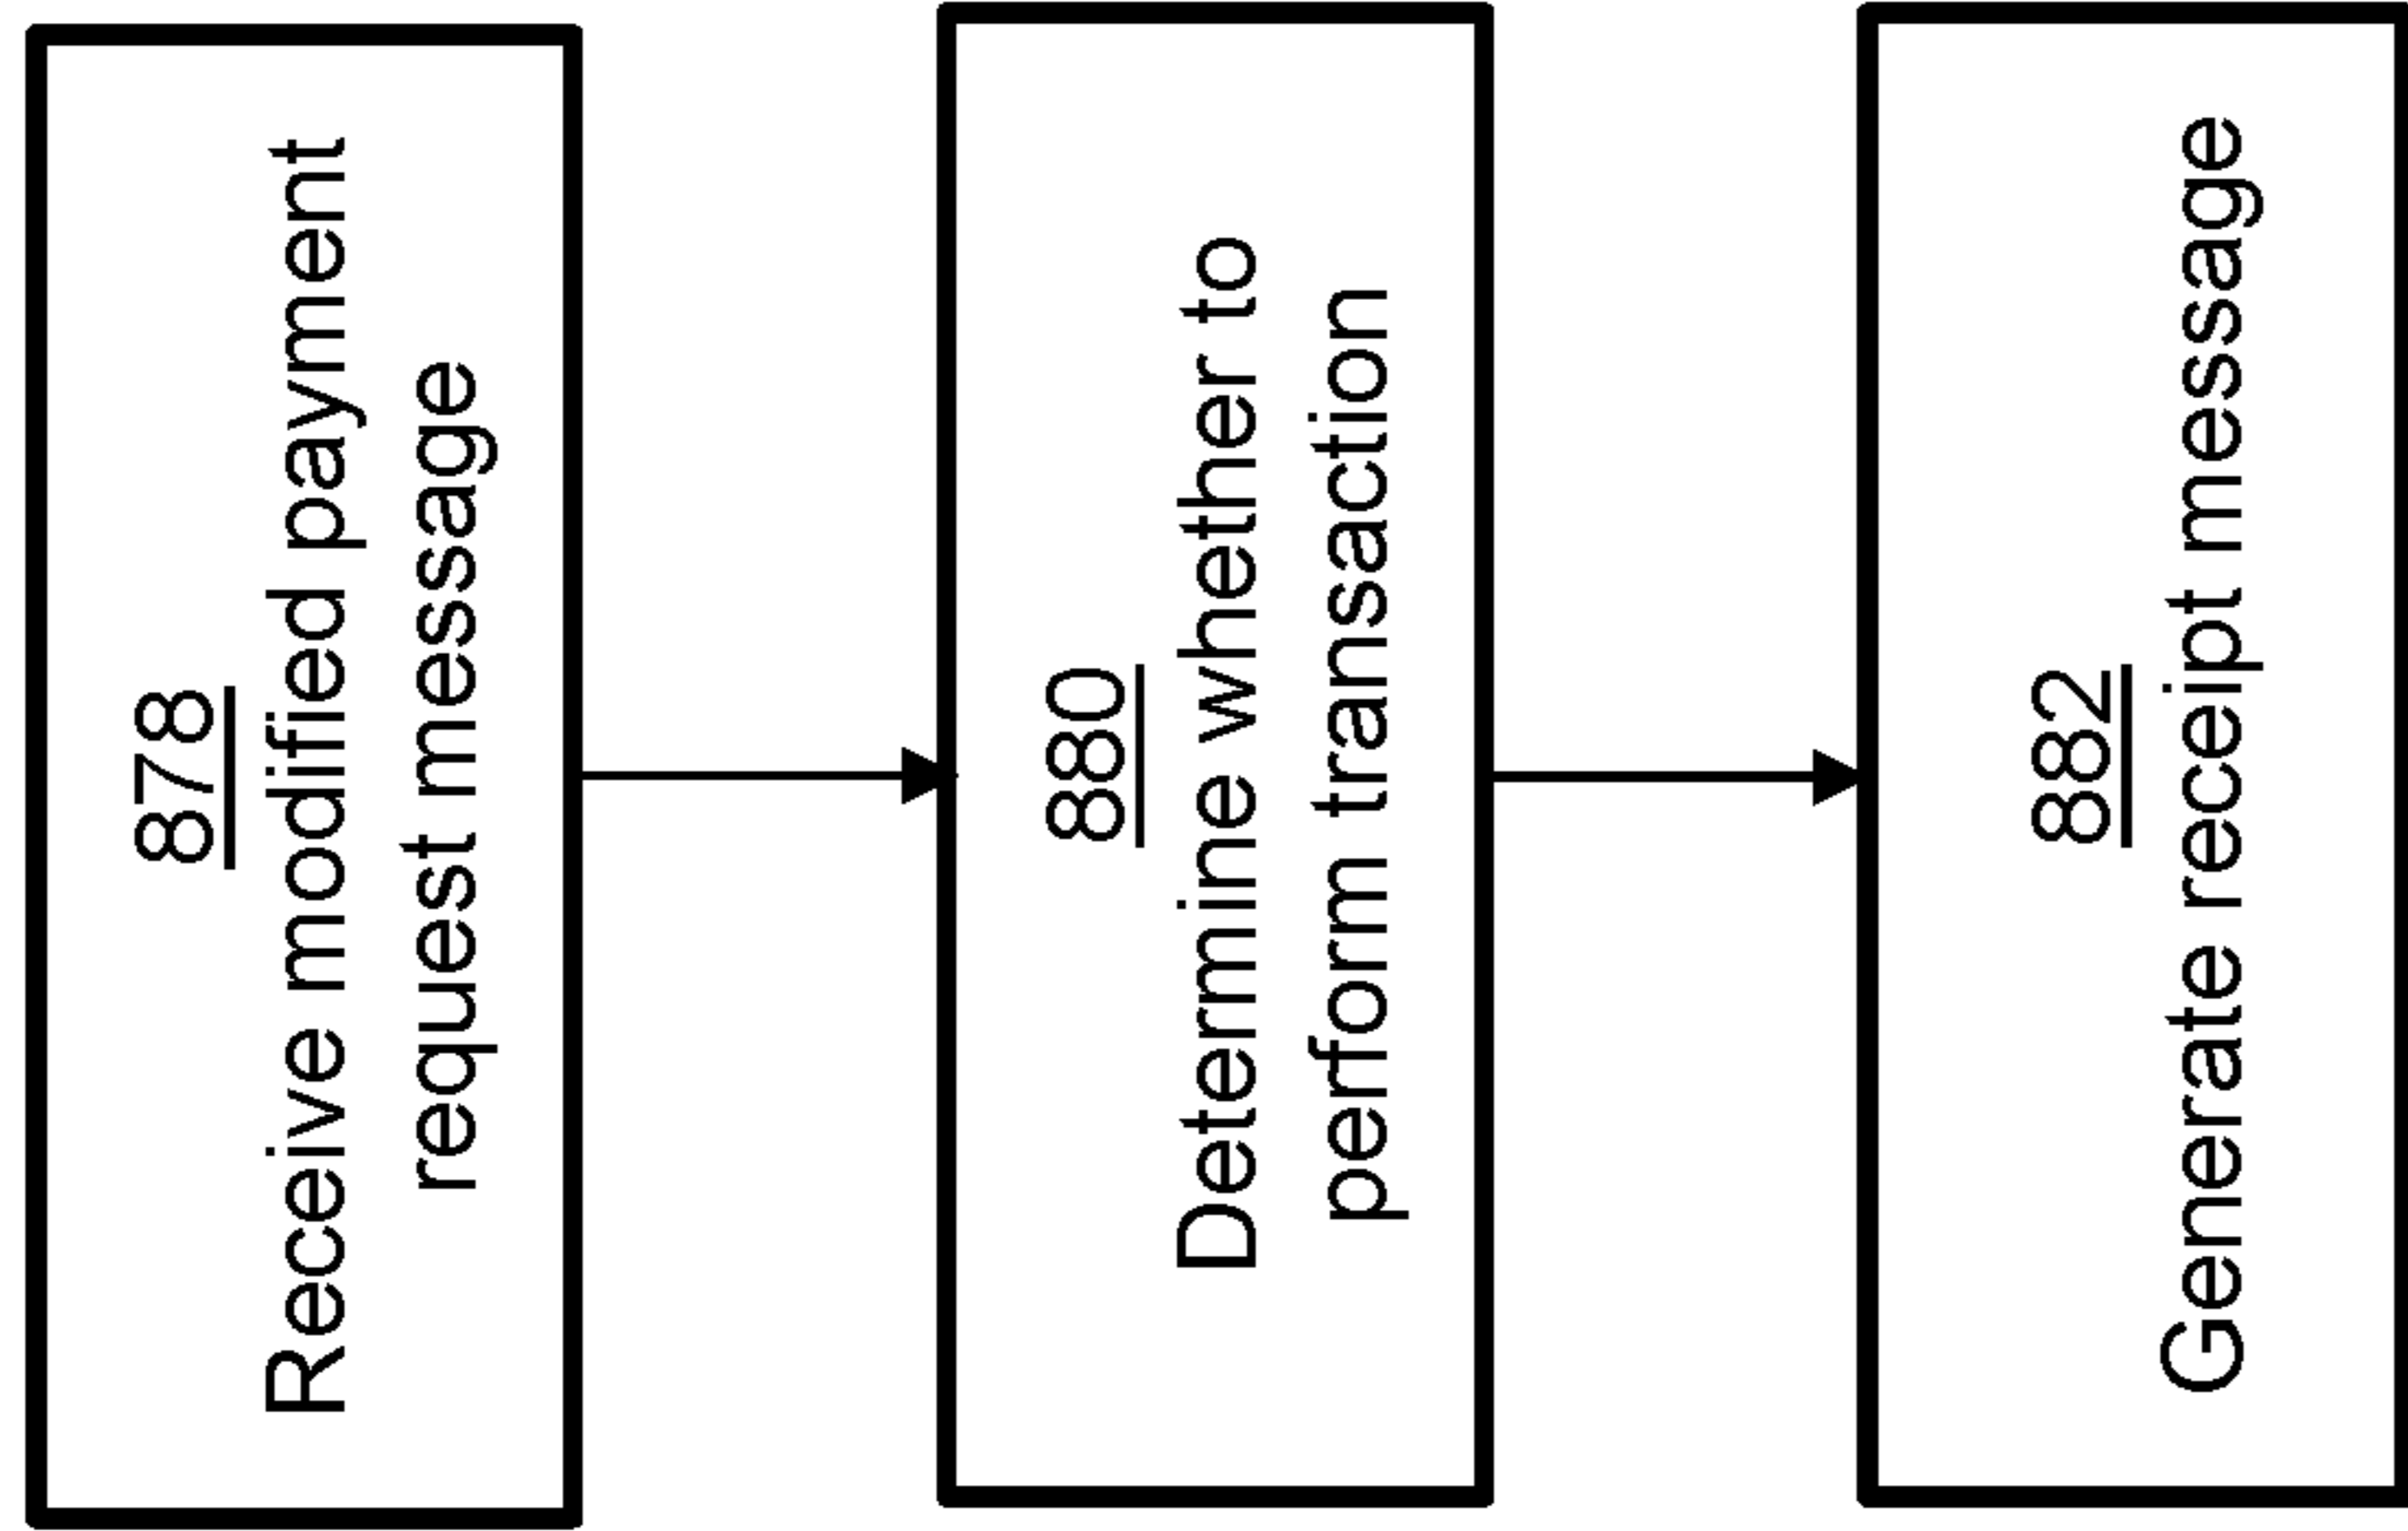 878
Receive modified payment
request message
880
Determine whether to
perform transaction
882
Generate receipt message